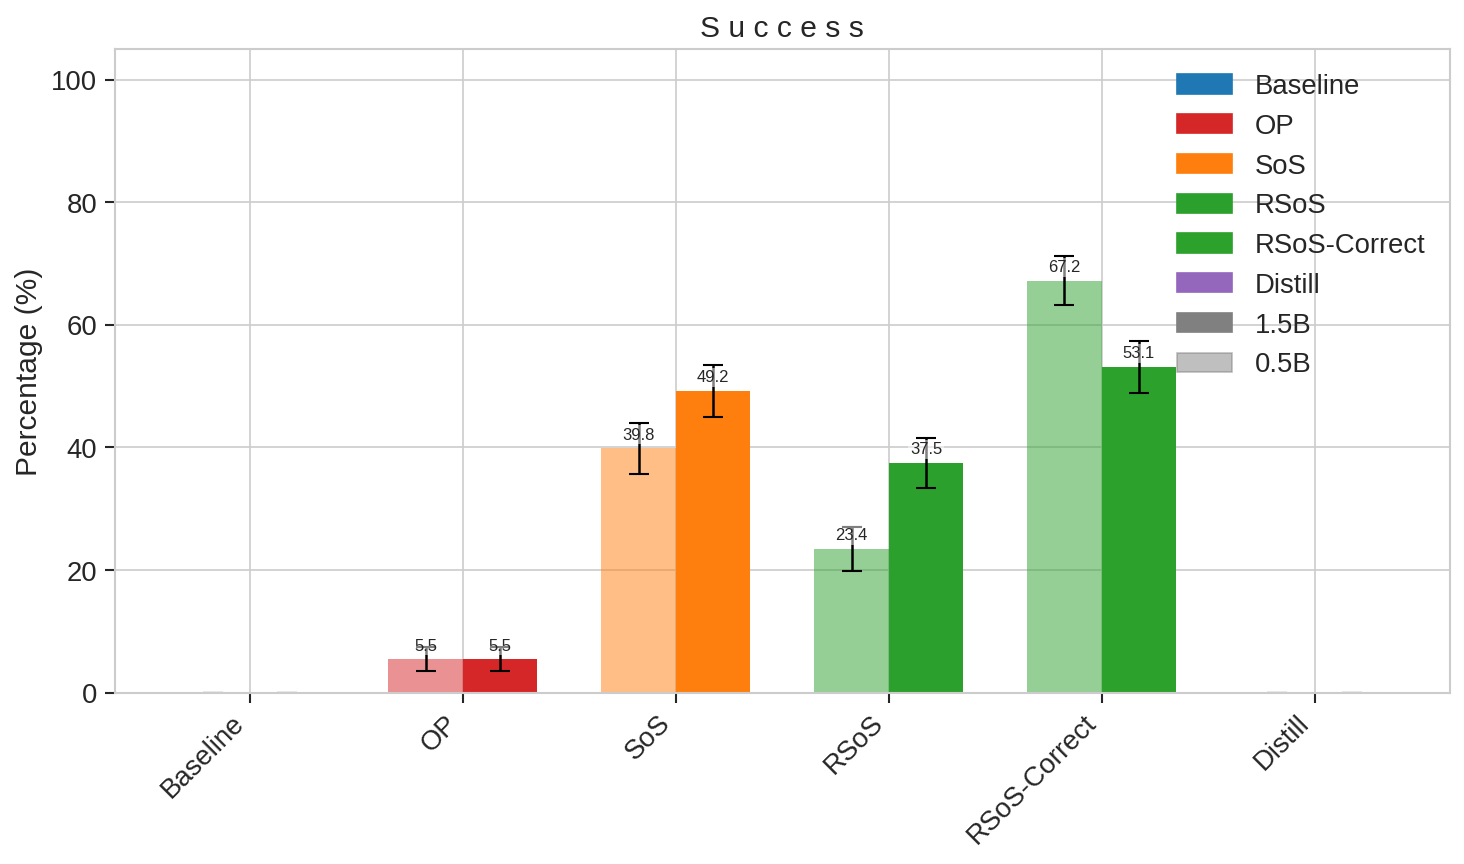 Success
Percentage (%)
100
80
60
40
20
0
5.5
5.5
39.8
49.2
23.4
37.5
67.2
53.1
Baseline
OP
SoS
RSoS
RSoS-Correct
Distill
Baseline
OP
SoS
RSoS
RSoS-Correct
Distill
1.5B
0.5B